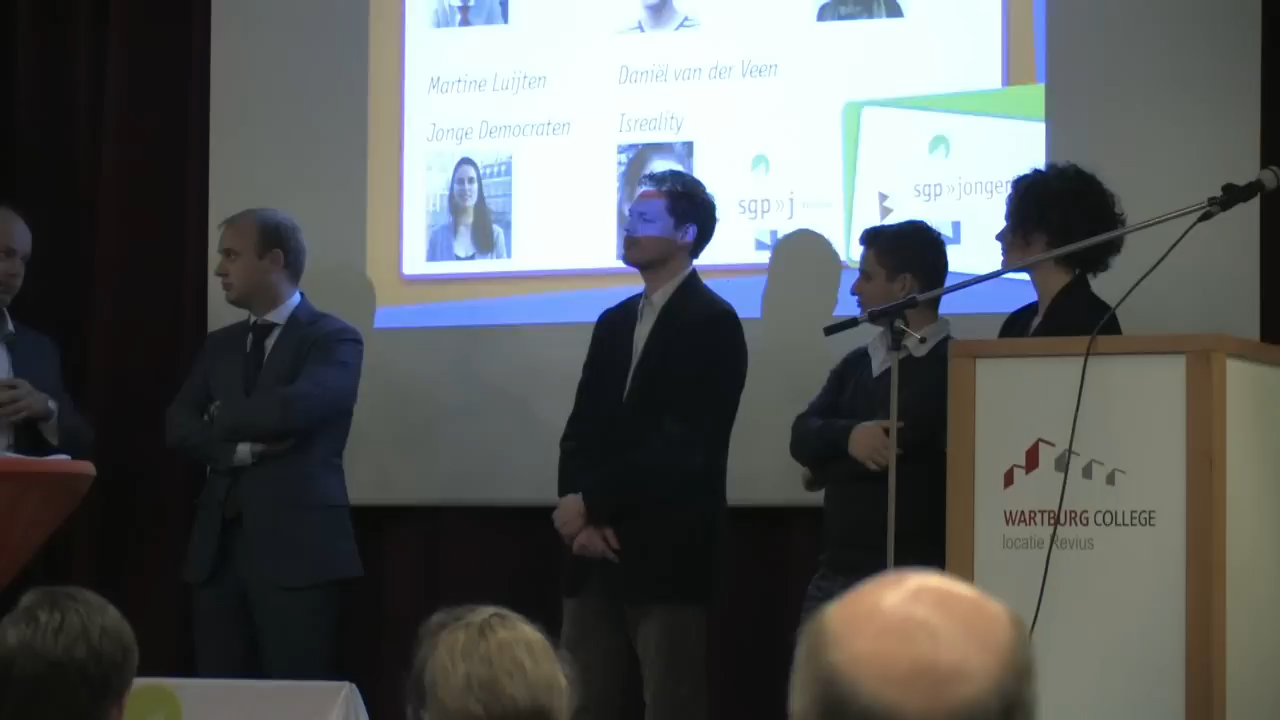 Martine Luijten
Daniël van der Veen
Jonge Democraten
Isreality
sgp»j
sgp»jonger
WARTBURG COLLEGE
locatie Revius